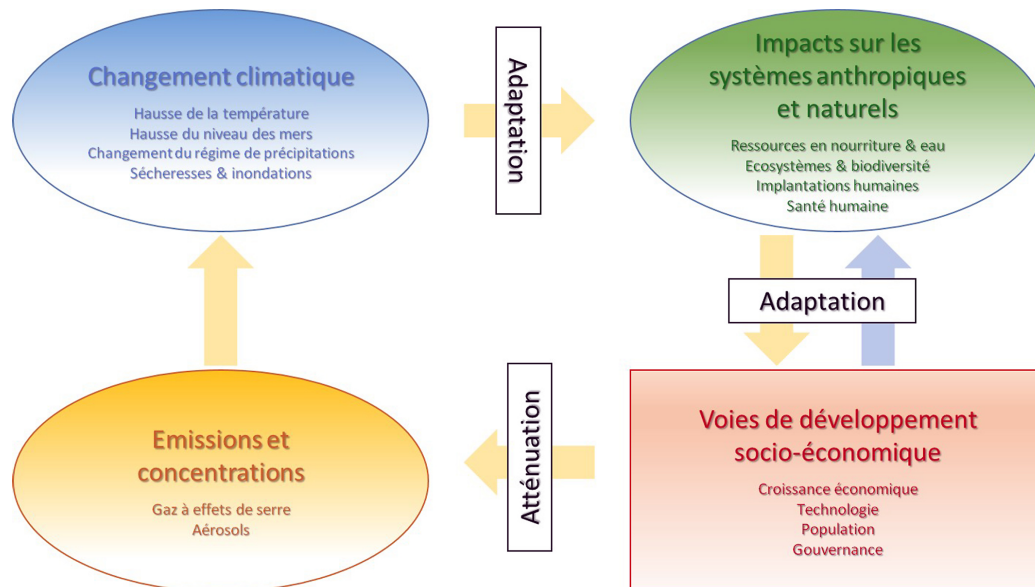 Changement climatique
Hausse de la température
Hausse du niveau des mers
Changement du régime de précipitations
Sécheresses & inondations
Adaptation
Impacts sur les
systèmes anthropiques
et naturels
Ressources en nourriture & eau
Ecosystèmes & biodiversité
Implantations humaines
Santé humaine
Adaptation
Emissions et
concentrations
Gaz à effets de serre
Aérosols
Atténuation
Voies de développement
socio-économique
Croissance économique
Technologie
Population
Gouvernance